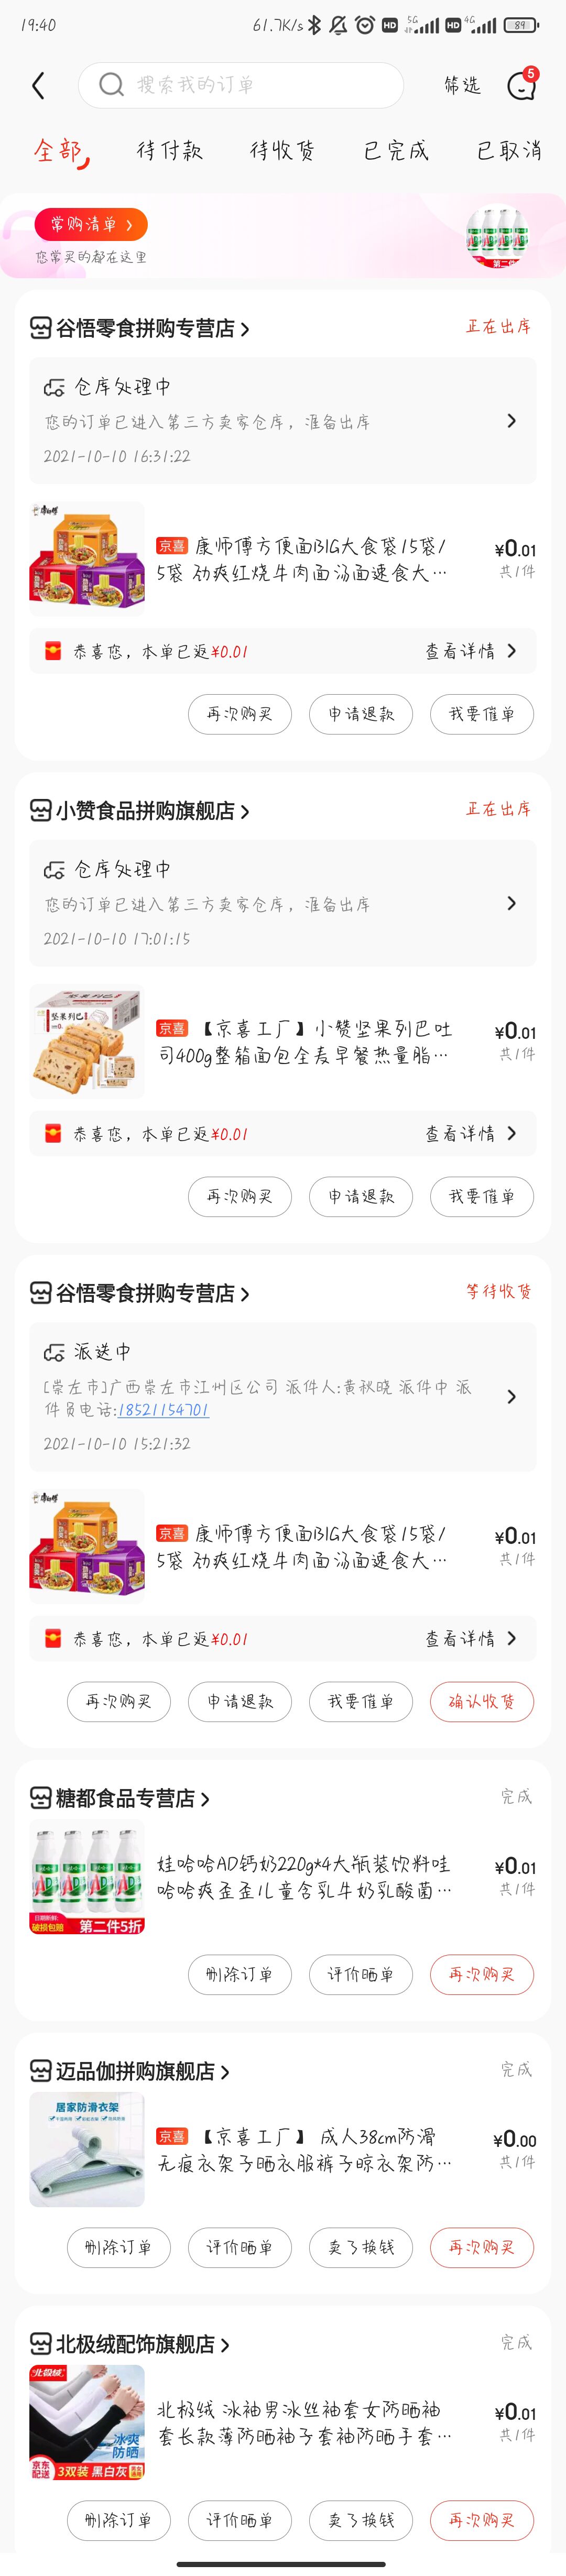 19:40
61.7K/s HD 5G HD 4G 89
搜索我的订单
筛选
5
全部
待付款
待收货
已完成
已取消
常购清单
您常买的都在这里
谷悟零食拼购专营店
正在出库
仓库处理中
您的订单已进入第三方卖家仓库，准备出库
2021-10-10 16:31:22
康师傅
京喜 康师傅方便面BIG大食袋15袋/
5袋 劲爽红烧牛肉面汤面速食大…
¥0.01
共1件
恭喜您，本单已返¥0.01
查看详情
再次购买
申请退款
我要催单
小赞食品拼购旗舰店
正在出库
仓库处理中
您的订单已进入第三方卖家仓库，准备出库
2021-10-10 17:01:15
坚果列巴
京喜 【京喜工厂】小赞坚果列巴吐
司400g整箱面包全麦早餐热量脂…
¥0.01
共1件
恭喜您，本单已返¥0.01
查看详情
再次购买
申请退款
我要催单
谷悟零食拼购专营店
等待收货
派送中
[崇左市]广西崇左市江州区公司 派件人:黄秋晓 派件中 派
件员电话:18521154701
2021-10-10 15:21:32
康师傅
京喜 康师傅方便面BIG大食袋15袋/
5袋 劲爽红烧牛肉面汤面速食大…
¥0.01
共1件
恭喜您，本单已返¥0.01
查看详情
再次购买
申请退款
我要催单
确认收货
糖都食品专营店
完成
破损包赔
第二件5折
娃哈哈AD钙奶220g*4大瓶装饮料哇
哈哈爽歪歪儿童含乳牛奶乳酸菌…
¥0.01
共1件
删除订单
评价晒单
再次购买
迈品伽拼购旗舰店
完成
居家防滑衣架
京喜 【京喜工厂】 成人38cm防滑
无痕衣架子晒衣服裤子晾衣架防…
¥0.00
共1件
删除订单
评价晒单
卖了换钱
再次购买
北极绒配饰旗舰店
完成
北极绒
冰爽
防晒
京东
配送
3双装 黑白灰
北极绒 冰袖男冰丝袖套女防晒袖
套长款薄防晒袖子套袖防晒手套…
¥0.01
共1件
删除订单
评价晒单
卖了换钱
再次购买